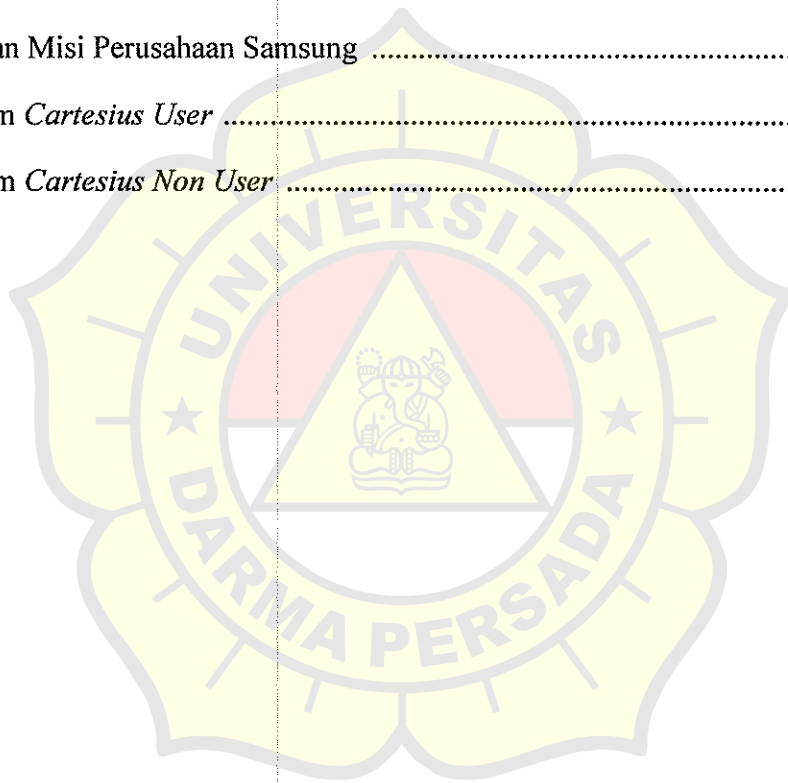 an Misi Perusahaan Samsung ................................................................
m Cartesius User ................................................................................
m Cartesius Non User ........................................................................
UNIVERSITAS
DARMA PERSADA